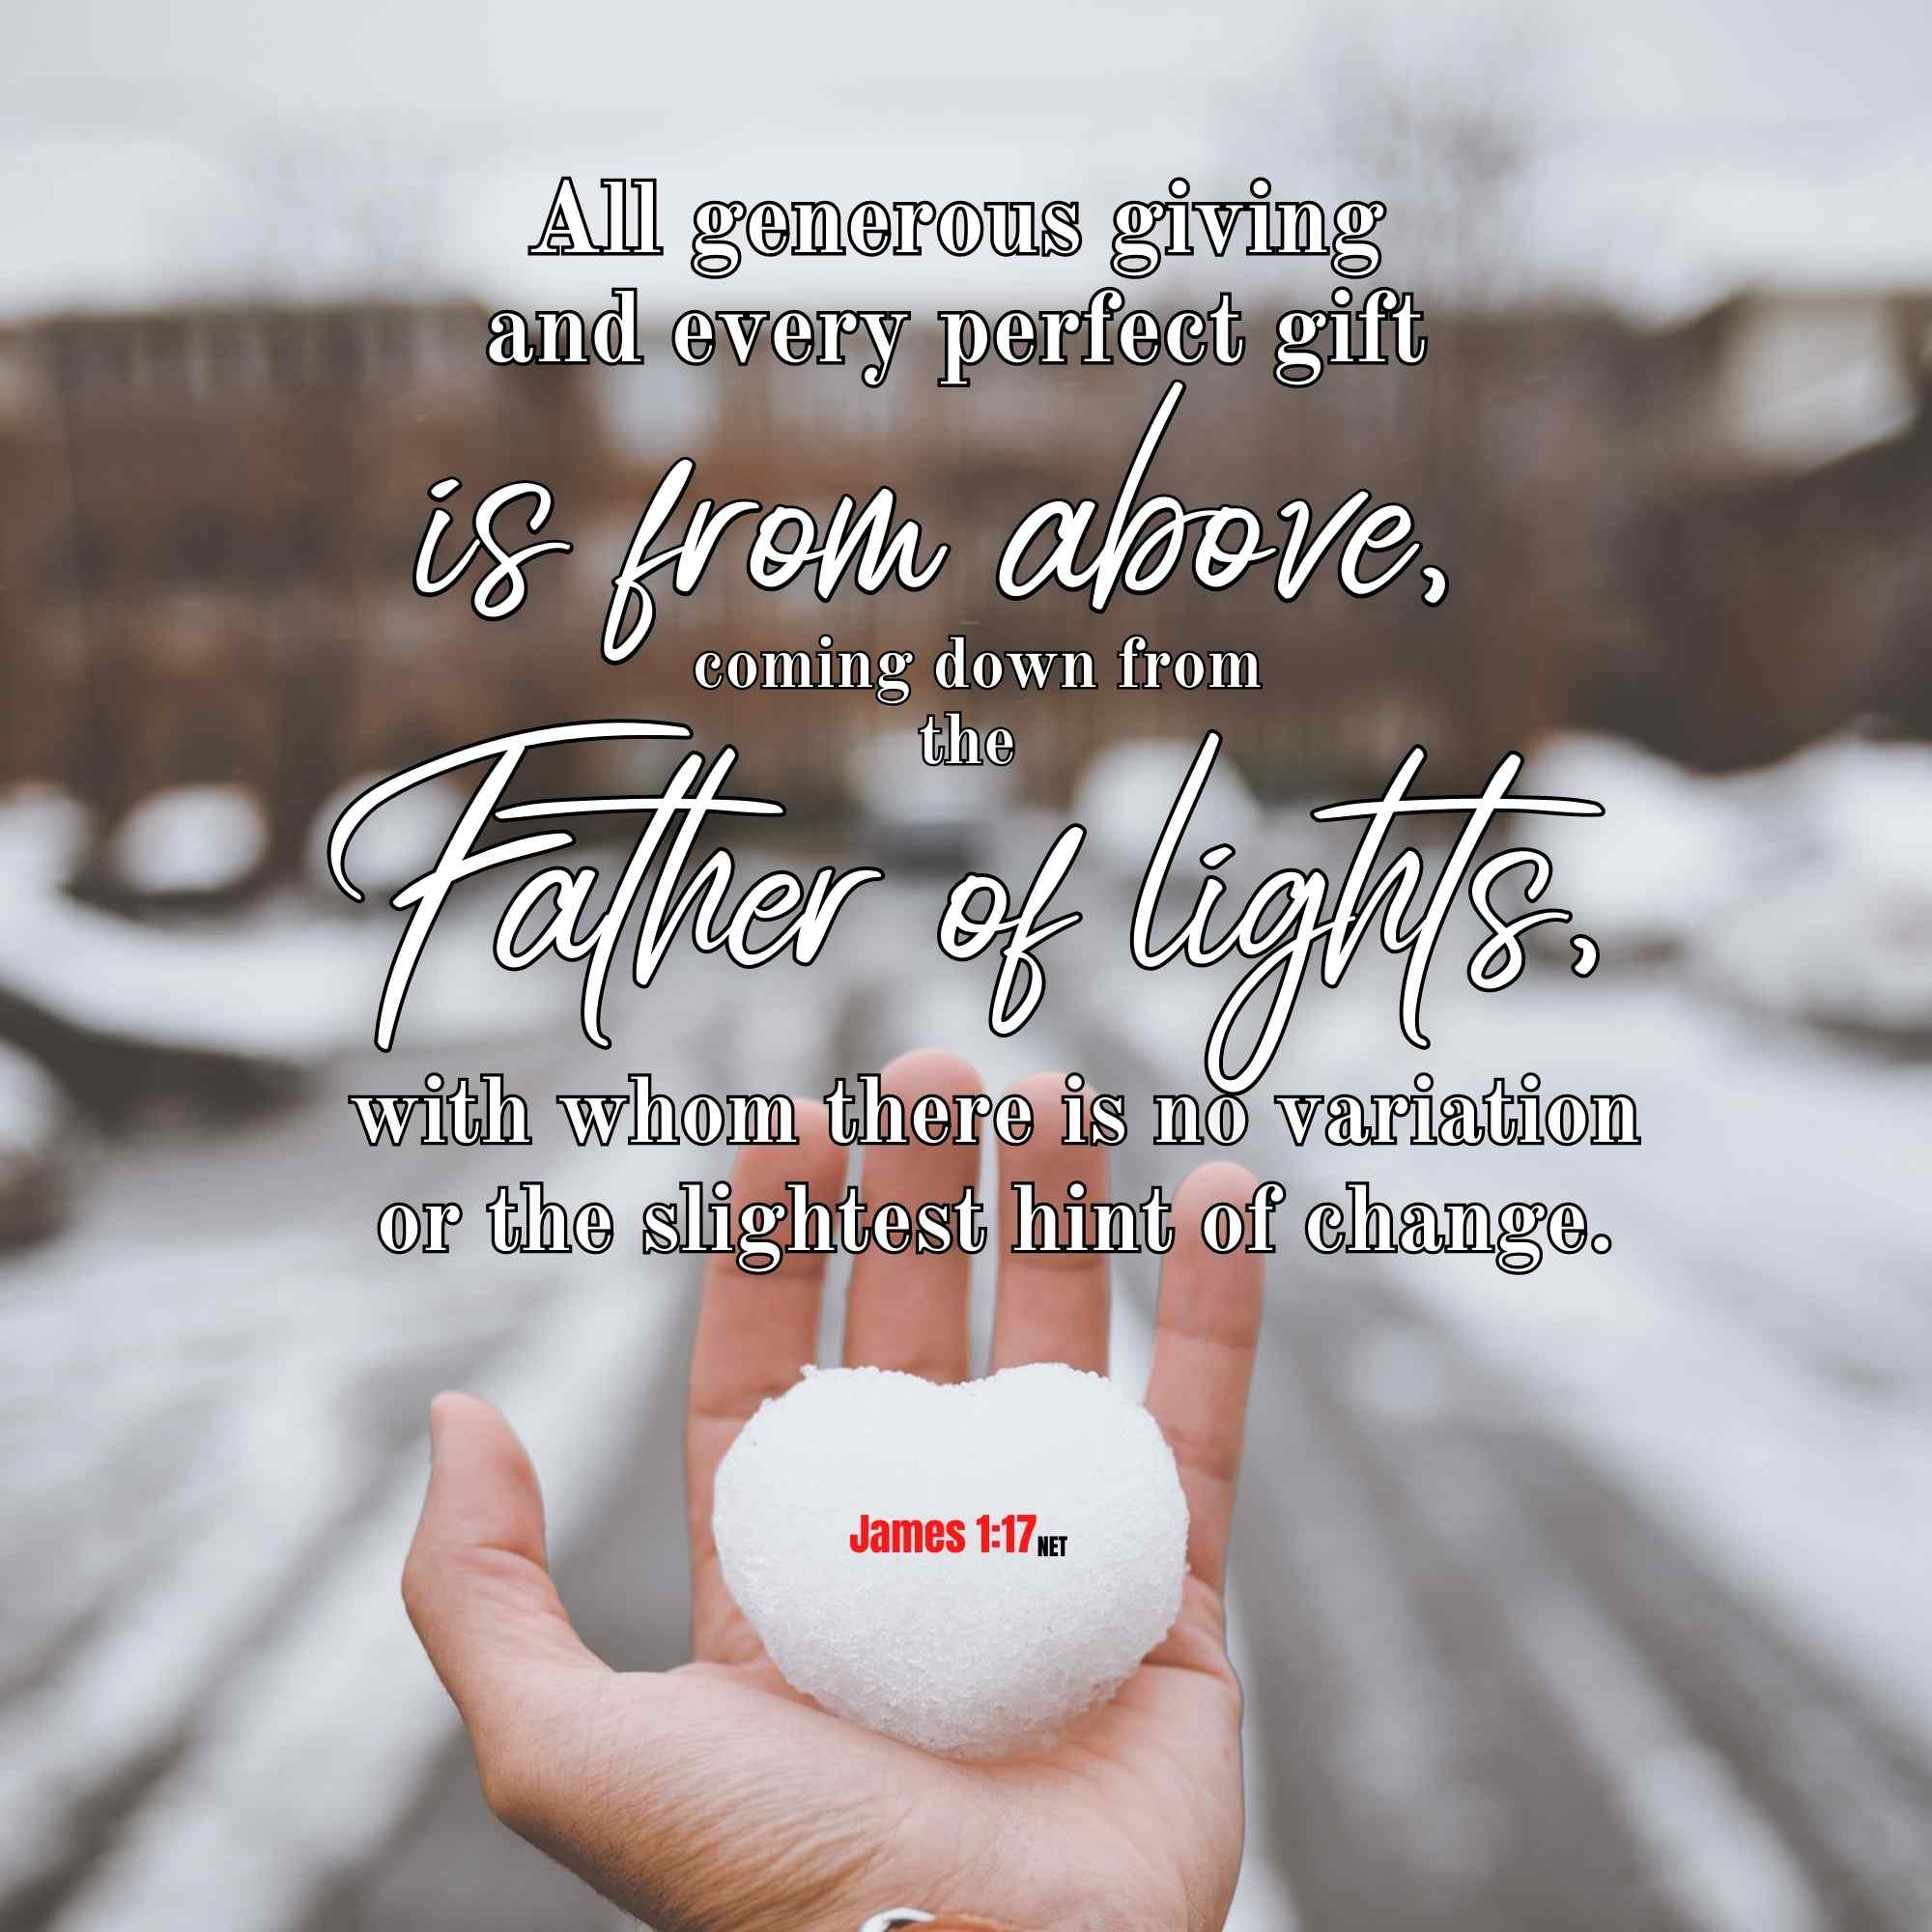 All generous giving
and every perfect gift
is from above,
coming down from
the
Father of lights,
with whom there is no variation
or the slightest hint of change.
James 1:17 NET